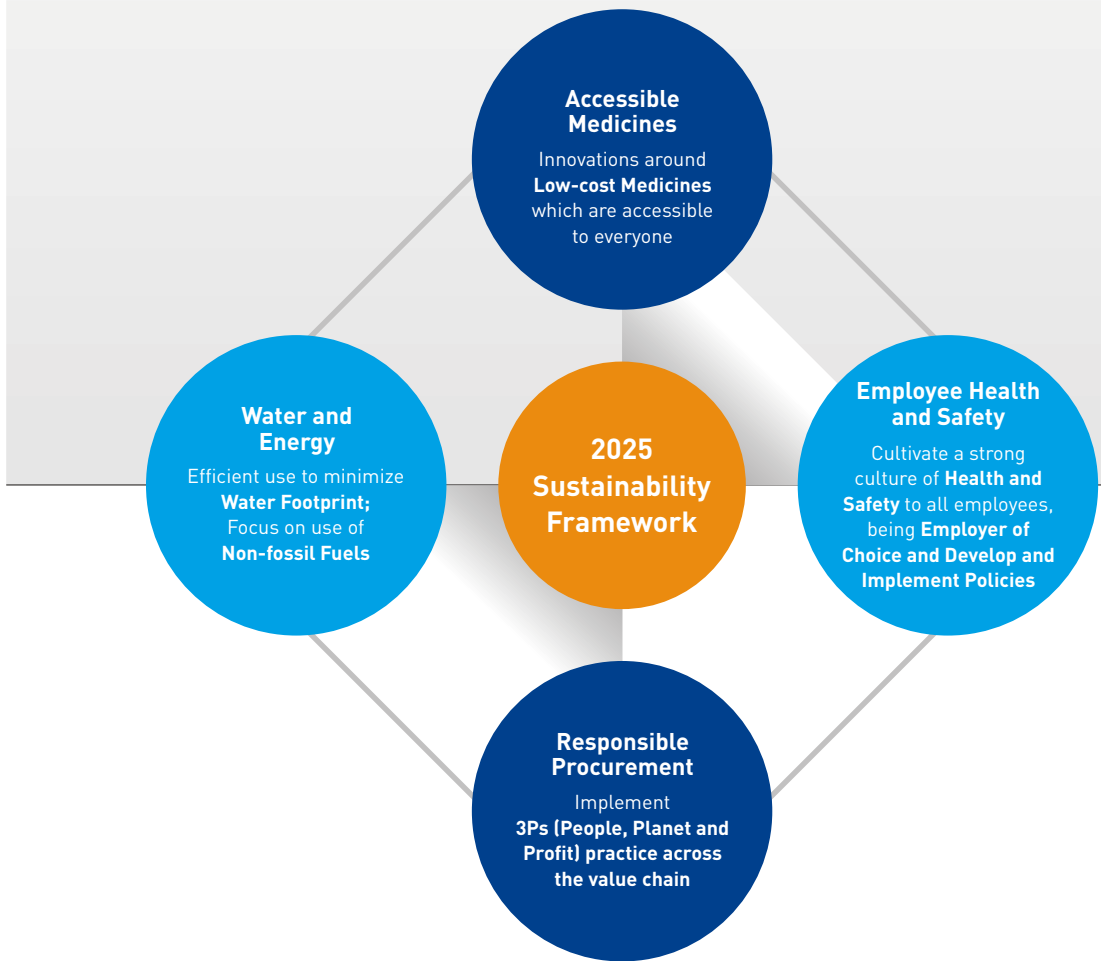 Accessible
Medicines
Innovations around
Low-cost Medicines
which are accessible
to everyone
Water and
Energy
Efficient use to minimize
Water Footprint;
Focus on use of
Non-fossil Fuels
2025
Sustainability
Framework
Employee Health
and Safety
Cultivate a strong
culture of Health and
Safety to all employees,
being Employer of
Choice and Develop and
Implement Policies
Responsible
Procurement
Implement
3Ps (People, Planet and
Profit) practice across
the value chain